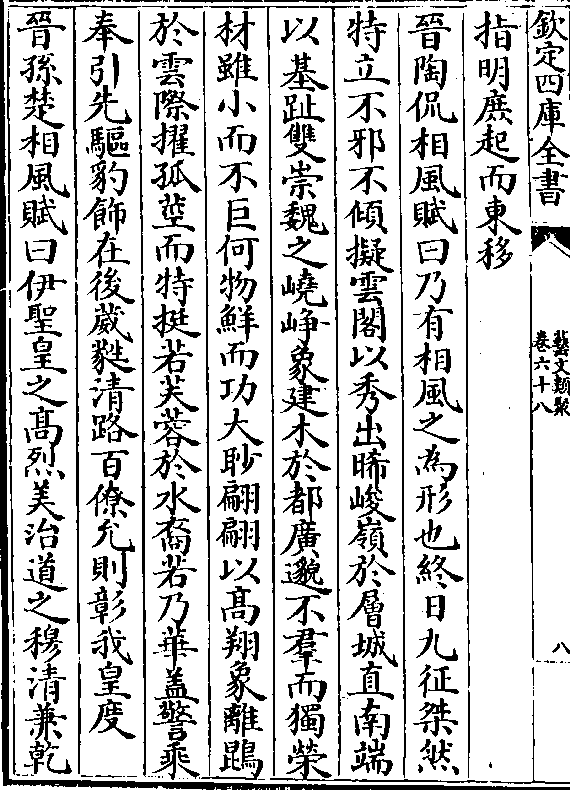 欽定四庫全書
藝文類聚
卷六十八
八
指明庶起而東移
晉陶侃相風賦曰乃有相風之為形也終日九征桀然
特立不邪不傾擬雲閣以秀出晞峻嶺於層城直南端
以基趾雙崇魏之嶢崢象建木於都廣邈不羣而獨榮
材雖小而不巨何物鮮而功大眇翩翩以高翔象離鵾
於雲際擢孤莖而特挺若芙蓉於水裔若乃華蓋警乘
奉引先驅豹飾在後葳蕤清路百僚允則彰我皇度
晉孫楚相風賦曰伊聖皇之高烈美治道之穆清兼乾